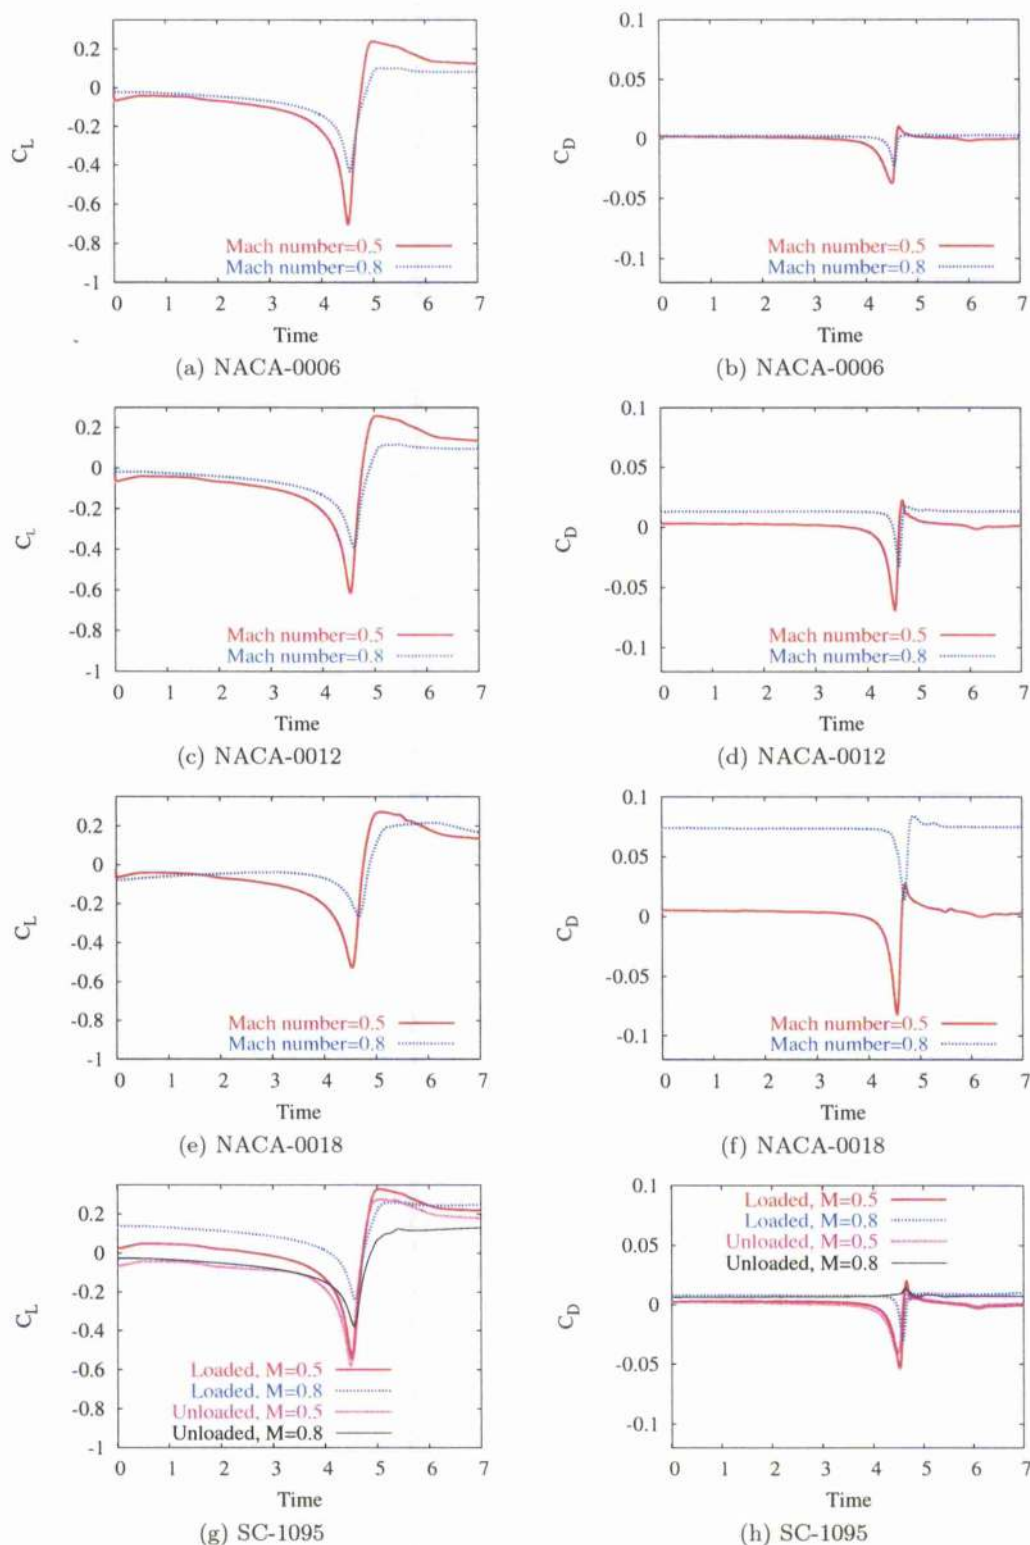 0.2
0
-0.2
-0.4
-0.6
-0.8
-1
C_L
Mach number=0.5
Mach number=0.8
0 1 2 3 4 5 6 7
Time
(a) NACA-0006
0.1
0.05
0
-0.05
-0.1
C_D
Mach number=0.5
Mach number=0.8
0 1 2 3 4 5 6 7
Time
(b) NACA-0006
0.2
0
-0.2
-0.4
-0.6
-0.8
-1
C_L
Mach number=0.5
Mach number=0.8
0 1 2 3 4 5 6 7
Time
(c) NACA-0012
0.1
0.05
0
-0.05
-0.1
C_D
Mach number=0.5
Mach number=0.8
0 1 2 3 4 5 6 7
Time
(d) NACA-0012
0.2
0
-0.2
-0.4
-0.6
-0.8
-1
C_L
Mach number=0.5
Mach number=0.8
0 1 2 3 4 5 6 7
Time
(e) NACA-0018
0.1
0.05
0
-0.05
-0.1
C_D
Mach number=0.5
Mach number=0.8
0 1 2 3 4 5 6 7
Time
(f) NACA-0018
0.2
0
-0.2
-0.4
-0.6
-0.8
-1
C_L
Loaded, M=0.5
Loaded, M=0.8
Unloaded, M=0.5
Unloaded, M=0.8
0 1 2 3 4 5 6 7
Time
(g) SC-1095
0.1
0.05
0
-0.05
-0.1
C_D
Loaded, M=0.5
Loaded, M=0.8
Unloaded, M=0.5
Unloaded, M=0.8
0 1 2 3 4 5 6 7
Time
(h) SC-1095